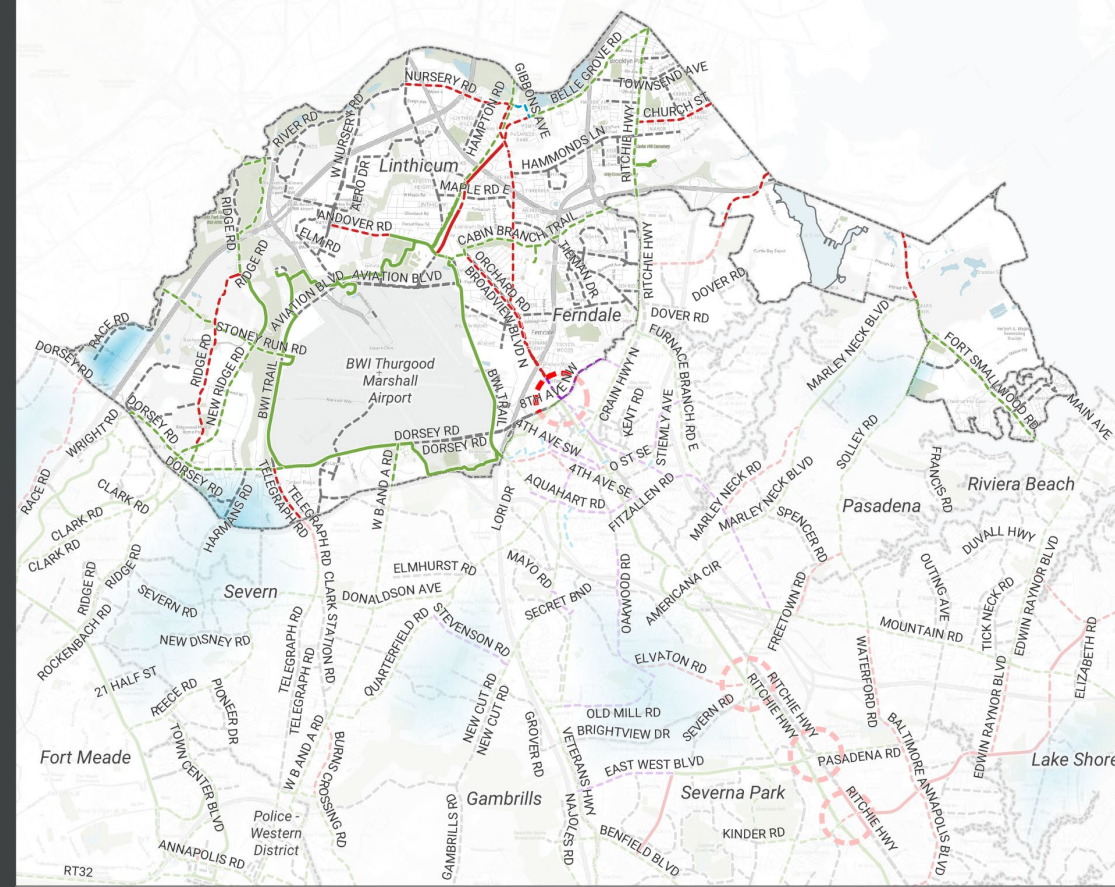 NURSERY RD
GIBBONS AVE
BELLE GROVE RD
TOWNSEND AVE
CHURCH ST
HAMPTON RD
RIVER RD
W NURSERY RD
AERO DR
Linthicum
HAMMONDS LN
RITCHIE HWY
MAPLE RD E
RIDGE RD
ANDOVER RD
ELM RD
CABIN BRANCH TRAIL
TIEMAN DR
RITCHIE HWY
RIDGE RD
AVIATION BLVD
AVIATION BLVD
ORCHARD RD
BROADVIEW BLVD N
DOVER RD
DOVER RD
Ferndale
RACE RD
DORSEY RD
STONEY RUN RD
RIDGE RD
NEW RIDGE RD
BWI TRAIL
BWI Thurgood
Marshall
Airport
BWI TRAIL
8TH AVE NW
FURNACE BRANCH RD E
CRAIN HWY N
KENT RD
STIEMLY AVE
MARLEY NECK BLVD
FORT SMALLWOOD RD
MAIN AVE
DORSEY RD
WRIGHT RD
DORSEY RD
DORSEY RD
DORSEY RD
4TH AVE SW
4TH AVE SE
O ST SE
AQUAHART RD
FITZALLEN RD
MARLEY NECK RD
MARLEY NECK BLVD
SOLLEY RD
FRANCIS RD
Riviera Beach
Pasadena
SPENCER RD
DUVALL HWY
RACE RD
CLARK RD
CLARK RD
CLARK RD
HARMANS RD
TELEGRAPH RD
TELEGRAPH RD
W B AND A RD
LORI DR
RIDGE RD
RIDGE RD
ROCKENBACH RD
SEVERN RD
Severn
NEW DISNEY RD
21 HALF ST
REECE RD
PIONEER DR
TELEGRAPH RD
TELEGRAPH RD
CLARK STATION RD
DONALDSON AVE
ELMHURST RD
QUARTERFIELD RD
STEVENSON RD
MAYO RD
SECRET BND
OAKWOOD RD
AMERICANA CIR
FREETOWN RD
OUTING AVE
TICK NECK RD
EDWIN RAYNOR BLVD
MOUNTAIN RD
ELIZABETH RD
ELVATON RD
RITCHIE HWY
RITCHIE HWY
WATERFORD RD
NEW CUT RD
NEW CUT RD
GROVER RD
OLD MILL RD
BRIGHTVIEW DR
SEVERN RD
EAST WEST BLVD
VETERANS HWY
PASADENA RD
BALTIMORE ANNAPOLIS BLVD
EDWIN RAYNOR BLVD
Lake Shore
Fort Meade
TOWN CENTER BLVD
W B AND A RD
BURNS CROSSING RD
Gambrills
Severna Park
RITCHIE HWY
Police -
Western
District
GAMBRILLS RD
NAJOLES RD
BENFIELD BLVD
KINDER RD
ANNAPOLIS RD
RT32